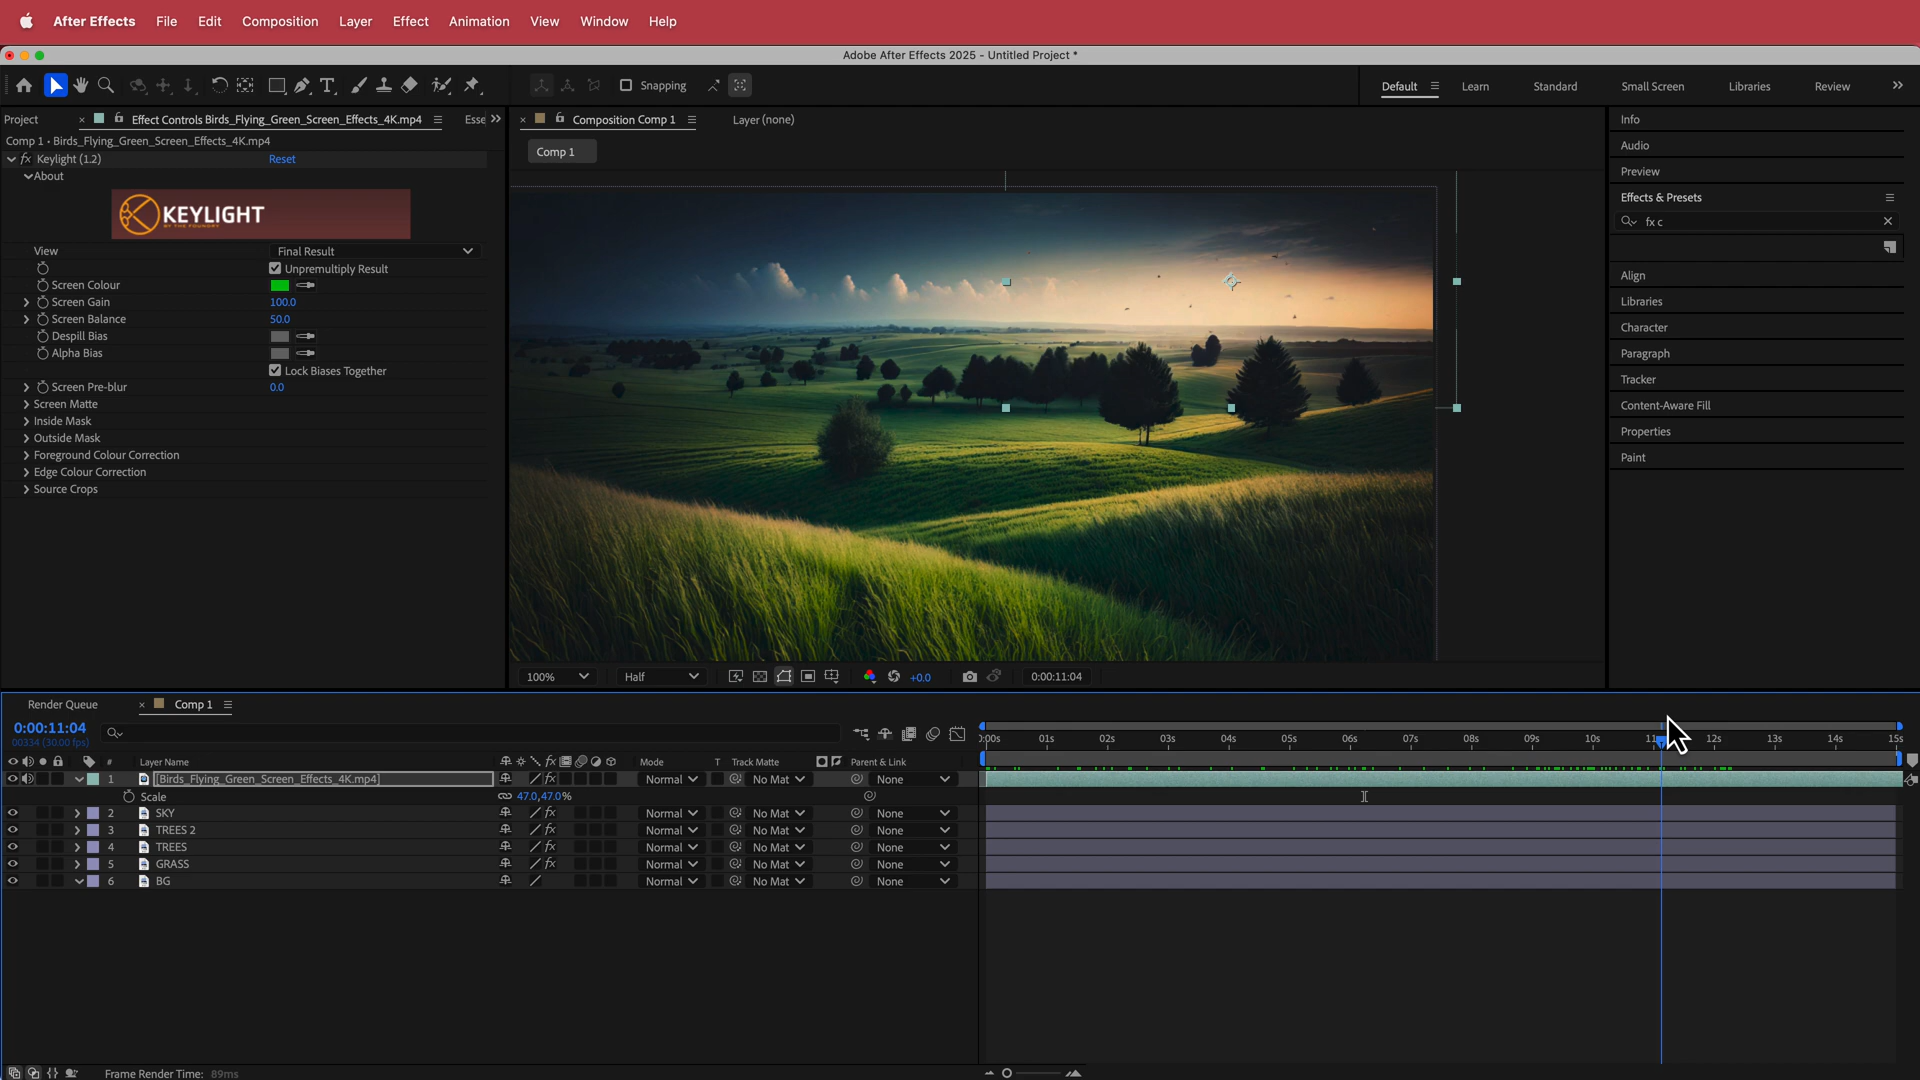 After Effects File Edit Composition Layer Effect Animation View Window Help
Adobe After Effects 2025 - Untitled Project *
Snapping
Default Learn Standard Small Screen Libraries Review
Project Effect Controls Birds_Flying_Green_Screen_Effects_4K.mp4 Esse
Comp 1 • Birds_Flying_Green_Screen_Effects_4K.mp4
fx Keylight (1.2) Reset
About
KEYLIGHT
BY THE FOUNDRY
View Final Result
Unpremultiply Result
Screen Colour
Screen Gain 100.0
Screen Balance 50.0
Despill Bias
Alpha Bias
Lock Biases Together
Screen Pre-blur 0.0
Screen Matte
Inside Mask
Outside Mask
Foreground Colour Correction
Edge Colour Correction
Source Crops
Composition Comp 1 Layer (none)
Comp 1
100% Half +0.0 0:00:11:04
Info
Audio
Preview
Effects & Presets
fx c
Align
Libraries
Character
Paragraph
Tracker
Content-Aware Fill
Properties
Paint
Render Queue Comp 1
0:00:11:04
00334 (30.00 fps)
# Layer Name fx Mode T Track Matte Parent & Link
1 [Birds_Flying_Green_Screen_Effects_4K.mp4] fx Normal No Mat None
Scale 47.0,47.0%
2 SKY fx Normal No Mat None
3 TREES 2 fx Normal No Mat None
4 TREES fx Normal No Mat None
5 GRASS fx Normal No Mat None
6 BG Normal No Mat None
):00s 01s 02s 03s 04s 05s 06s 07s 08s 09s 10s 11 12s 13s 14s 15s
Frame Render Time: 89ms